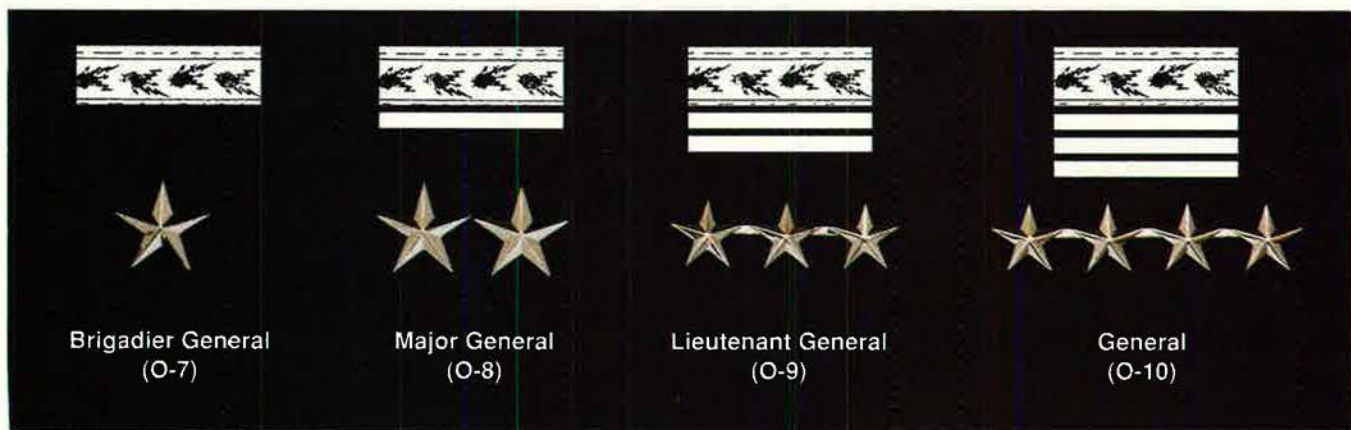 Brigadier General
(O-7)
Major General
(O-8)
Lieutenant General
(O-9)
General
(O-10)